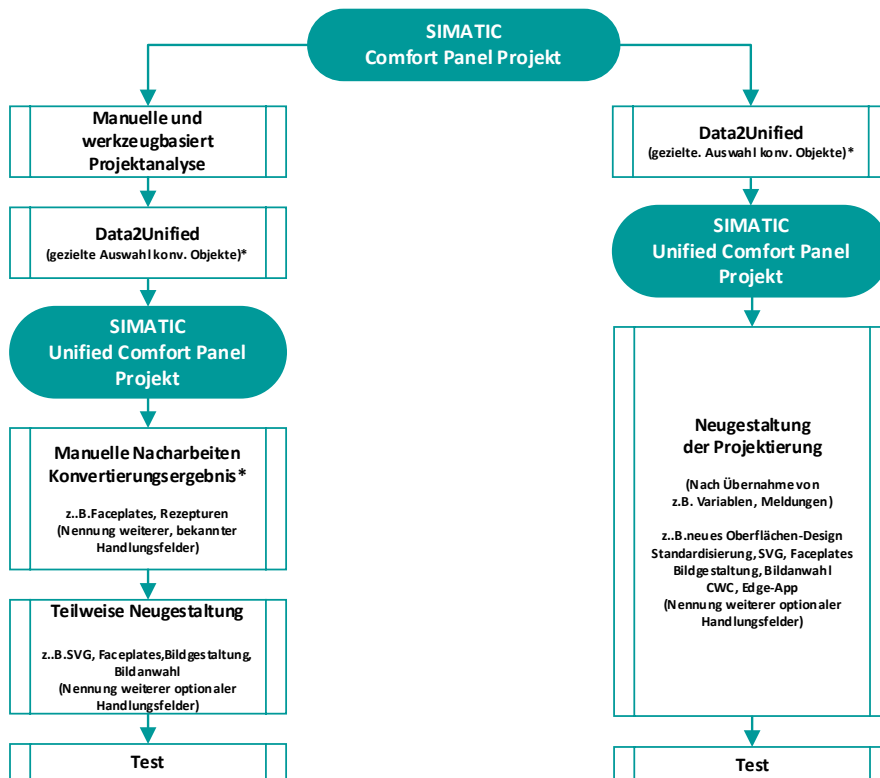 SIMATIC
Comfort Panel Projekt
Manuelle und
werkzeugbasiert
Projektanalyse
Data2Unified
(gezielte Auswahl konv. Objekte)*
SIMATIC
Unified Comfort Panel
Projekt
Manuelle Nacharbeiten
Konvertierungsergebnis*
z..B.Faceplates, Rezepturen
(Nennung weiterer, bekannter
Handlungsfelder)
Teilweise Neugestaltung
z..B.SVG, Faceplates,Bildgestaltung,
Bildanwahl
(Nennung weiterer optionaler
Handlungsfelder)
Test
Data2Unified
(gezielte. Auswahl konv. Objekte)*
SIMATIC
Unified Comfort Panel
Projekt
Neugestaltung
der Projektierung
(Nach Übernahme von
z.B. Variablen, Meldungen)
z..B.neues Oberflächen-Design
Standardisierung, SVG, Faceplates
Bildgestaltung, Bildanwahl
CWC, Edge-App
(Nennung weiterer optionaler
Handlungsfelder)
Test